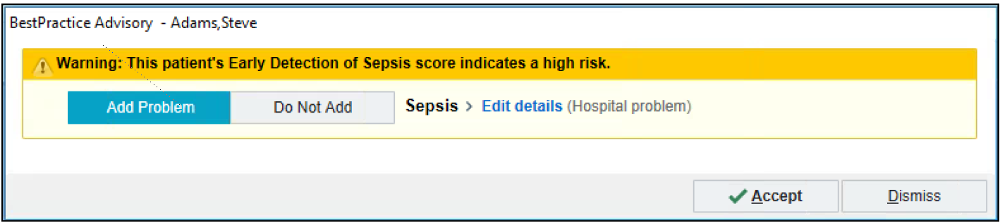 BestPractice Advisory - Adams,Steve
Warning: This patient's Early Detection of Sepsis score indicates a high risk.
Add Problem Do Not Add Sepsis > Edit details (Hospital problem)
Accept Dismiss